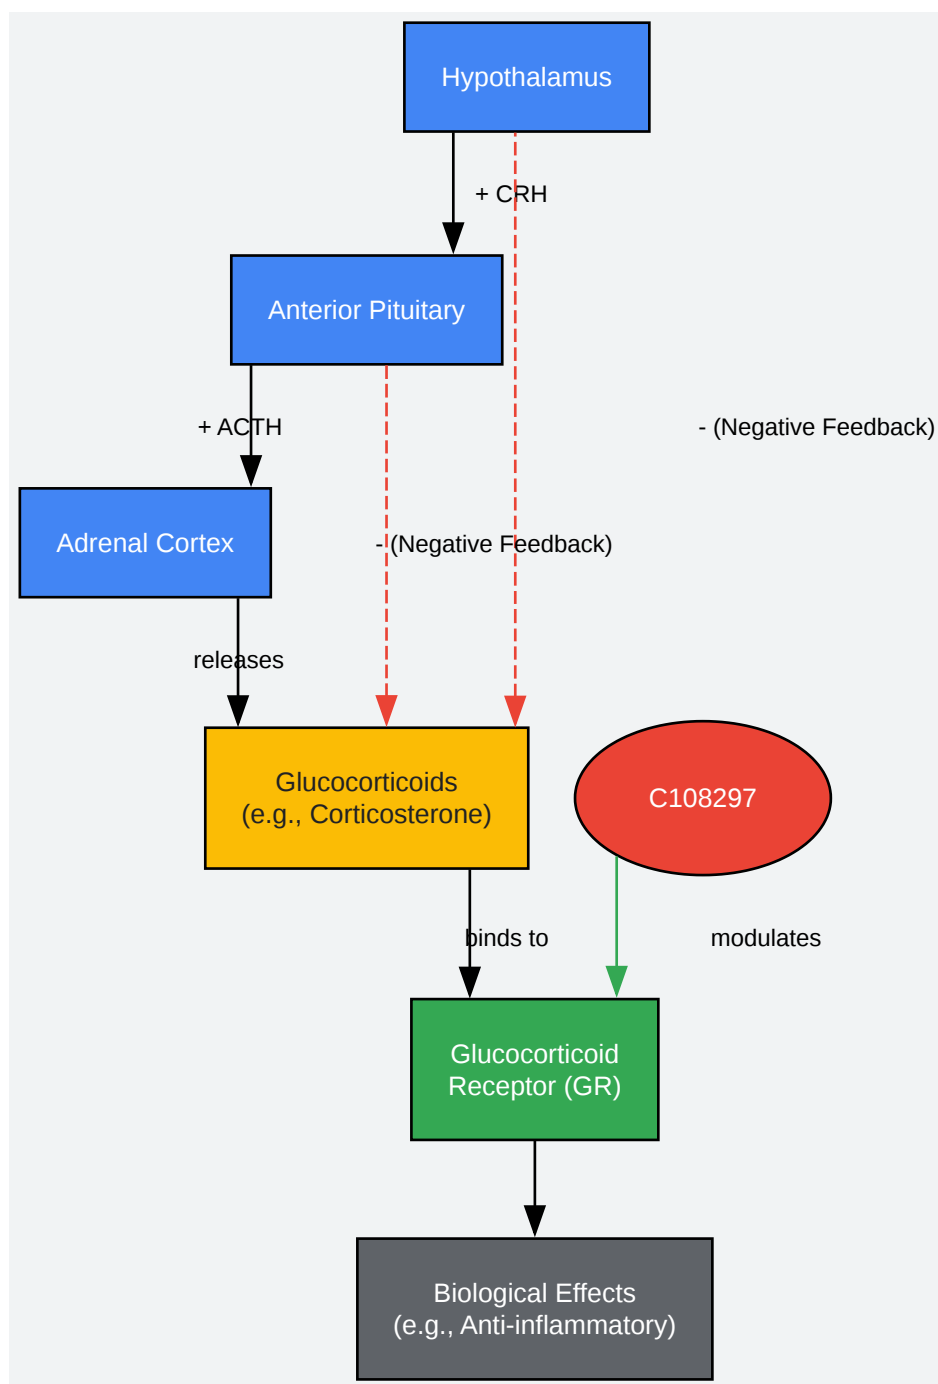 Hypothalamus
+ CRH
Anterior Pituitary
+ ACTH
- (Negative Feedback)
Adrenal Cortex
- (Negative Feedback)
releases
Glucocorticoids
(e.g., Corticosterone)
C108297
binds to
modulates
Glucocorticoid
Receptor (GR)
Biological Effects
(e.g., Anti-inflammatory)